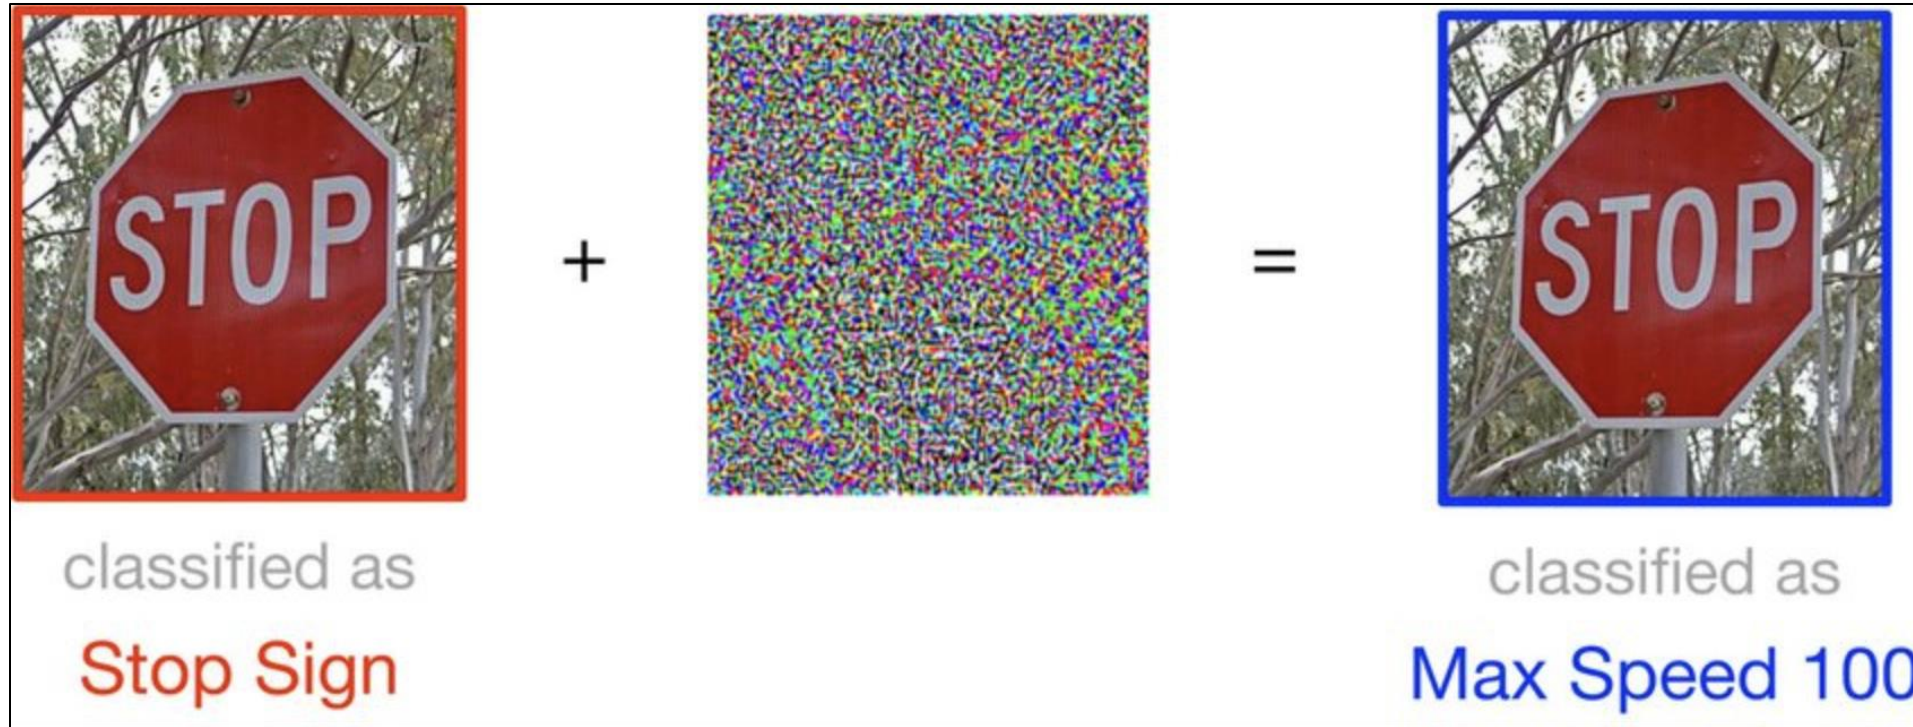 STOP
+
=
STOP
classified as
Stop Sign
classified as
Max Speed 100